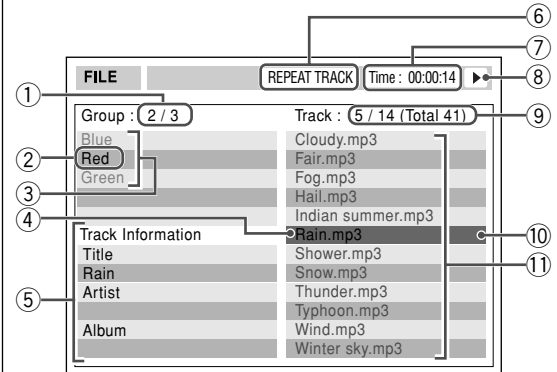 ⑥
⑦
FILE REPEAT TRACK Time : 00:00:14 ⑧
①
Group : 2 / 3 Track : 5 / 14 (Total 41) ⑨
Blue Cloudy.mp3
② Red Fair.mp3
Green Fog.mp3
③ Hail.mp3
④ Indian summer.mp3
Track Information Rain.mp3 ⑩
Title Shower.mp3
Rain Snow.mp3 ⑪
⑤ Artist Thunder.mp3
Typhoon.mp3
Album Wind.mp3
Winter sky.mp3